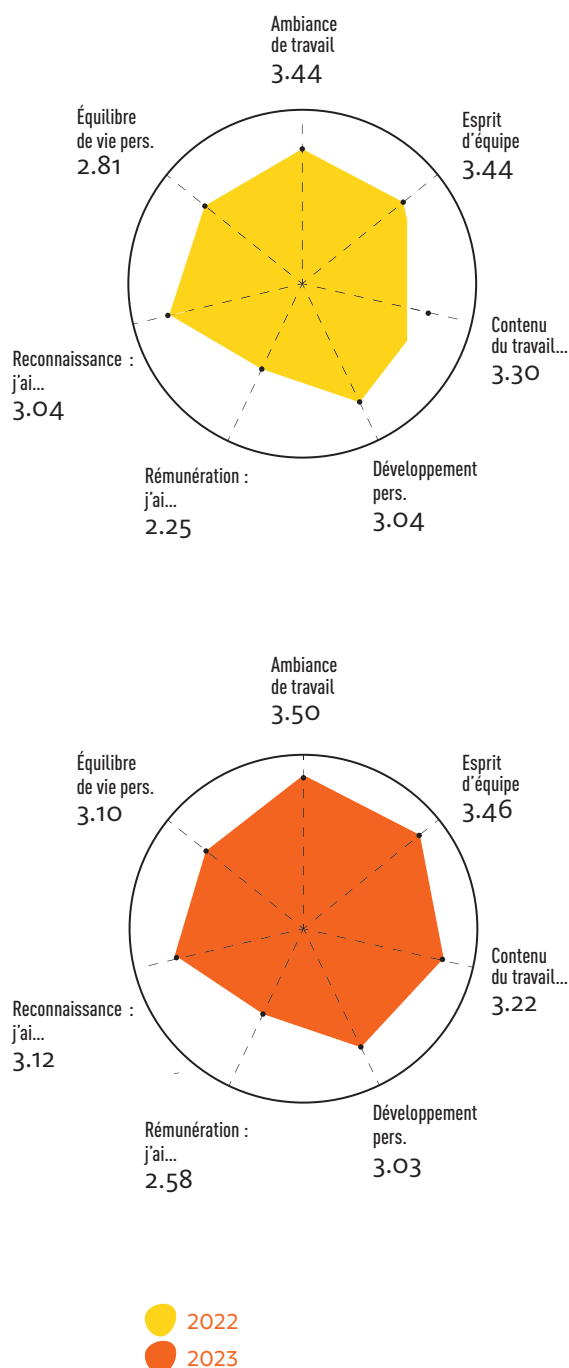 Ambiance
de travail
3.44
Équilibre
de vie pers.
2.81
Esprit
d'équipe
3.44
Contenu
du travail...
3.30
Reconnaissance :
j'ai...
3.04
Développement
pers.
3.04
Rémunération :
j'ai...
2.25
Ambiance
de travail
3.50
Équilibre
de vie pers.
3.10
Esprit
d'équipe
3.46
Contenu
du travail...
3.22
Reconnaissance :
j'ai...
3.12
Développement
pers.
3.03
Rémunération :
j'ai...
2.58
2022
2023